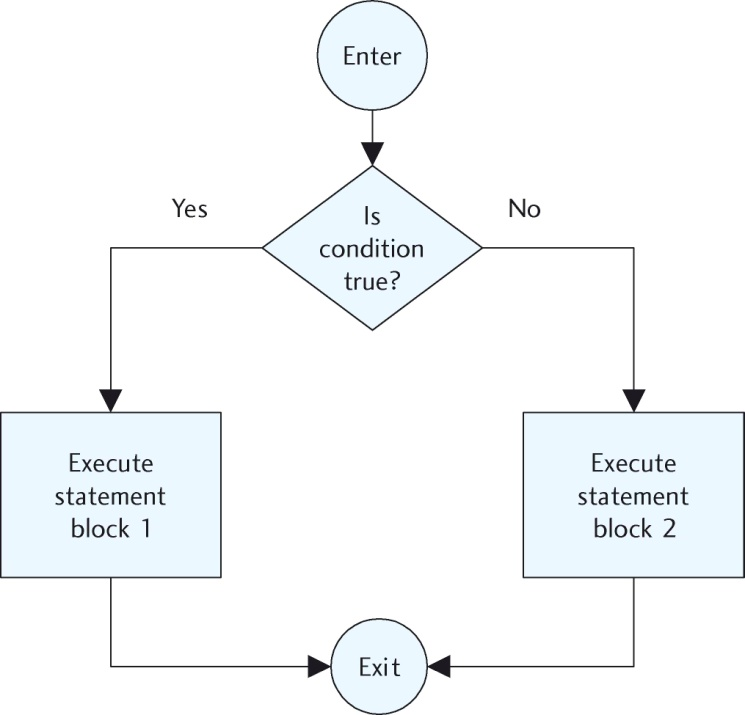 Enter
Yes
No
Is
condition
true?
Execute
statement
block 1
Execute
statement
block 2
Exit